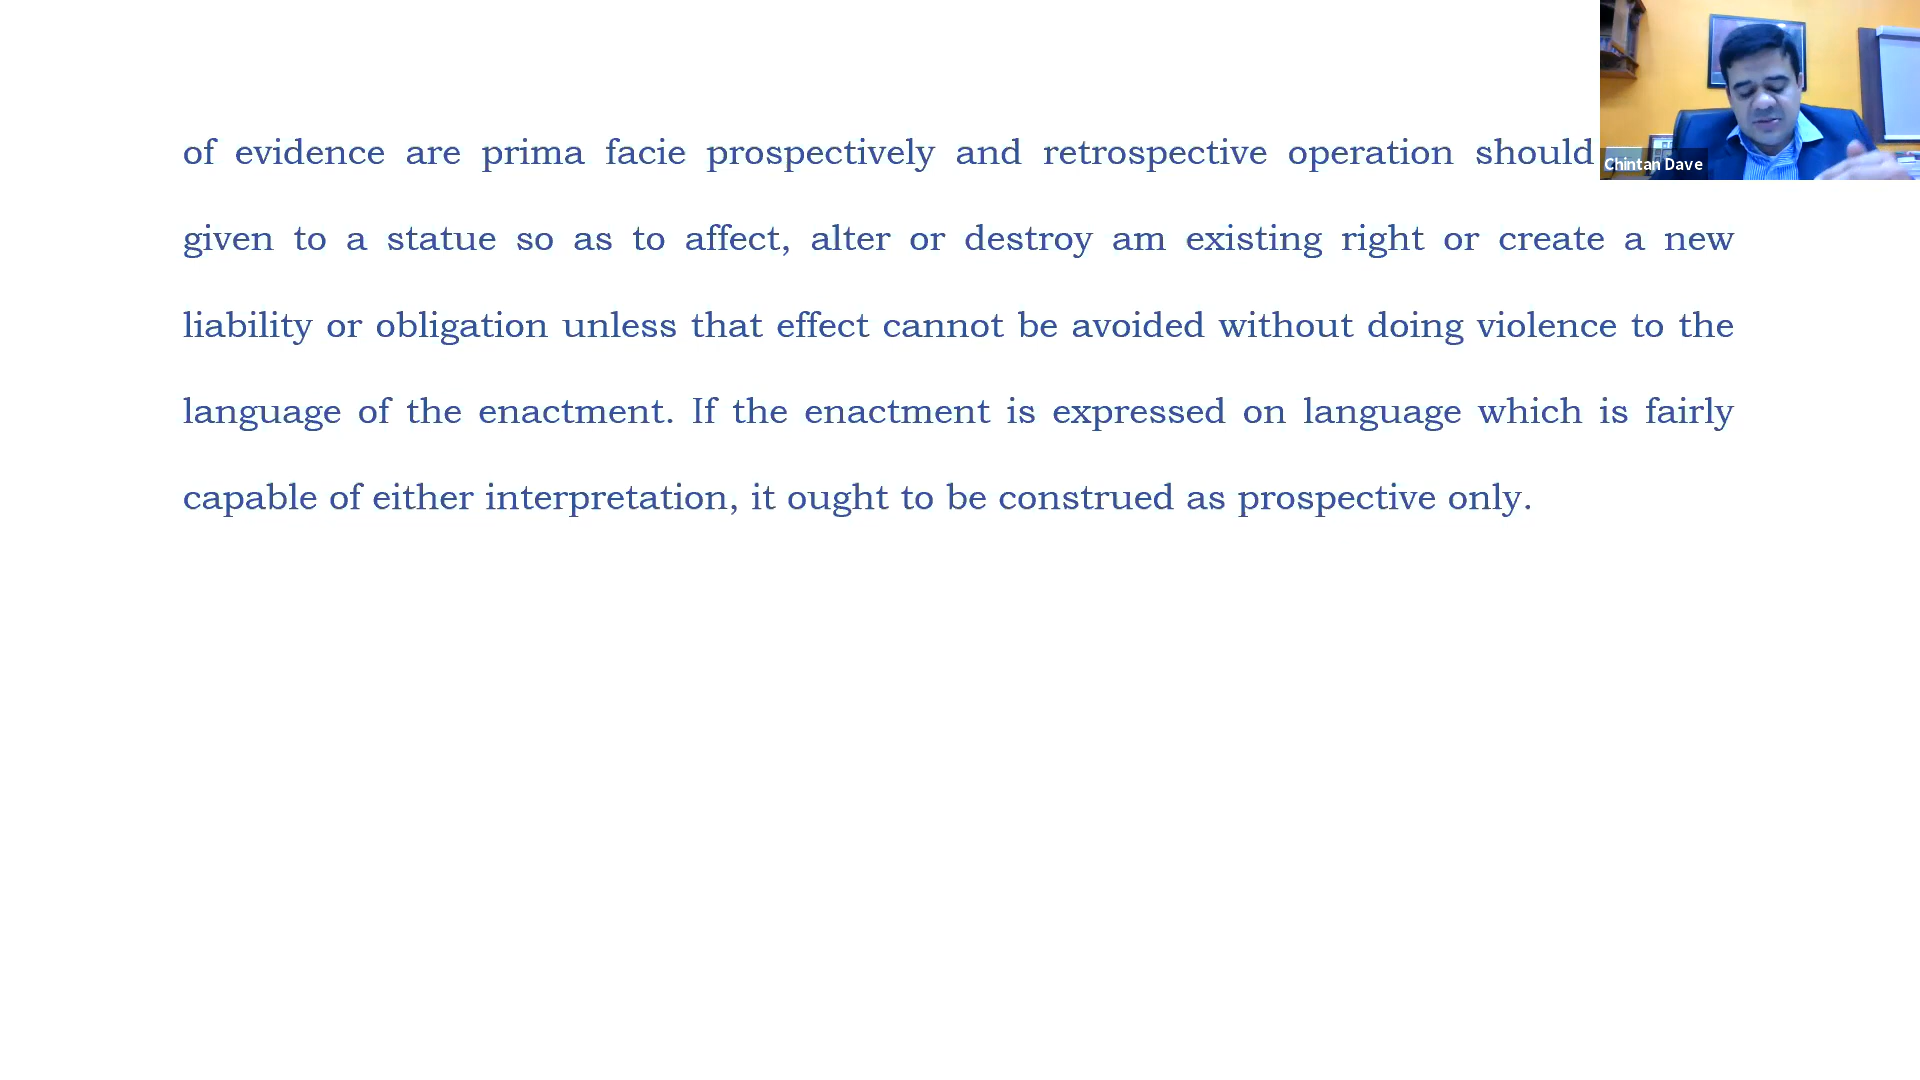 of evidence are prima facie prospectively and retrospective operation should
Chintan Dave
given to a statue so as to affect, alter or destroy am existing right or create a new
liability or obligation unless that effect cannot be avoided without doing violence to the
language of the enactment. If the enactment is expressed on language which is fairly
capable of either interpretation, it ought to be construed as prospective only.